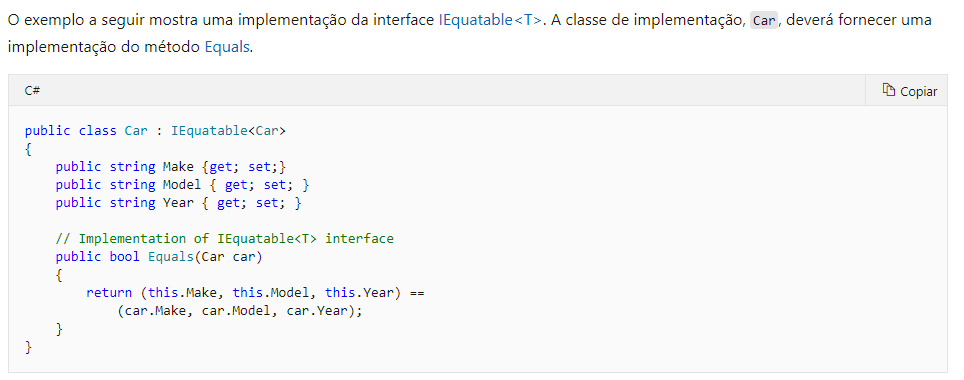 O exemplo a seguir mostra uma implementação da interface IEquatable<T>. A classe de implementação, Car, deverá fornecer uma
implementação do método Equals.
C#
Copiar
public class Car : IEquatable<Car>
{
    public string Make {get; set;}
    public string Model { get; set; }
    public string Year { get; set; }

    // Implementation of IEquatable<T> interface
    public bool Equals(Car car)
    {
        return (this.Make, this.Model, this.Year) ==
            (car.Make, car.Model, car.Year);
    }
}